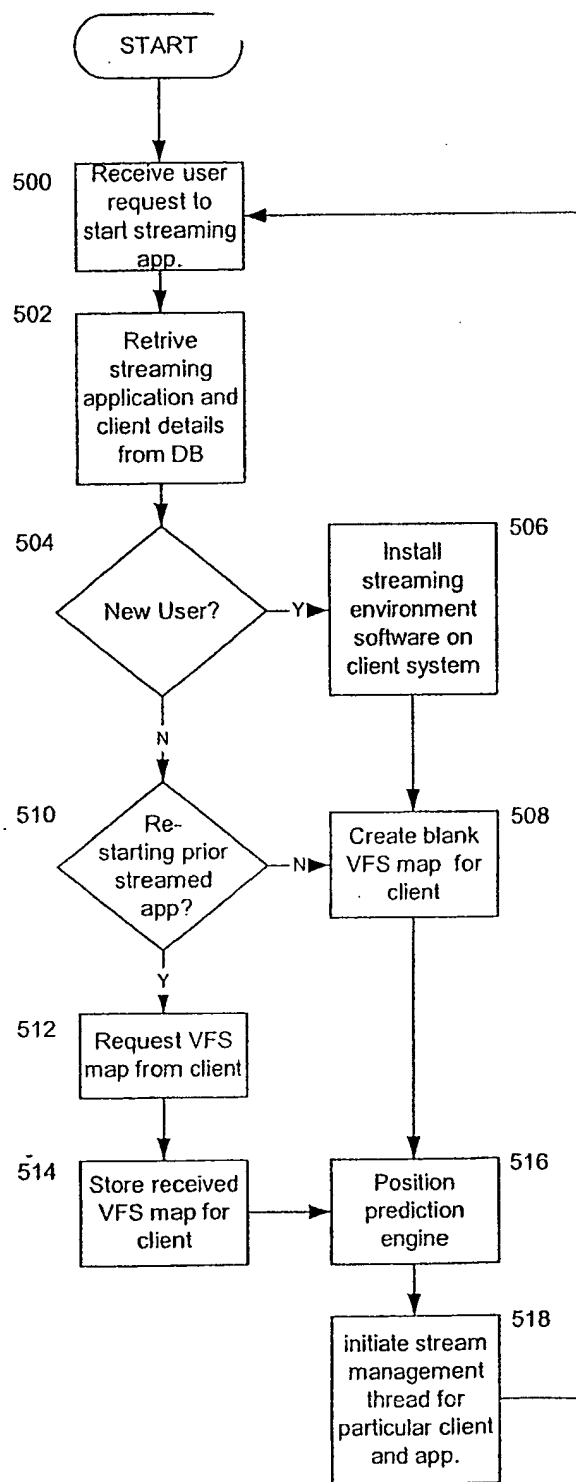 START
500
Receive user
request to
start streaming
app.
502
Retrive
streaming
application and
client details
from DB
504
New User?
Y
506
Install
streaming
environment
software on
client system
N
510
Re-
starting prior
streamed
app?
N
508
Create blank
VFS map for
client
Y
512
Request VFS
map from client
514
Store received
VFS map for
client
516
Position
prediction
engine
518
initiate stream
management
thread for
particular client
and app.